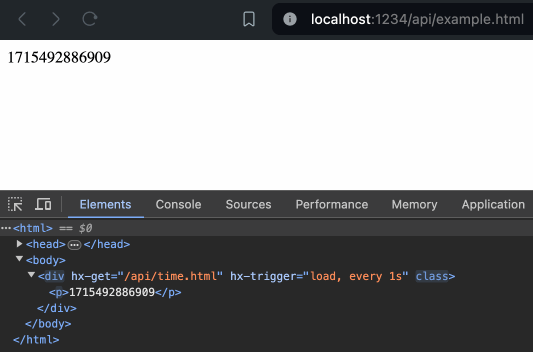 localhost:1234/api/example.html
1715492886909
Elements Console Sources Performance Memory Application
<html> == $0
<head> </head>
<body>
<div hx-get="/api/time.html" hx-trigger="load, every 1s" class>
<p>1715492886909</p>
</div>
</body>
</html>